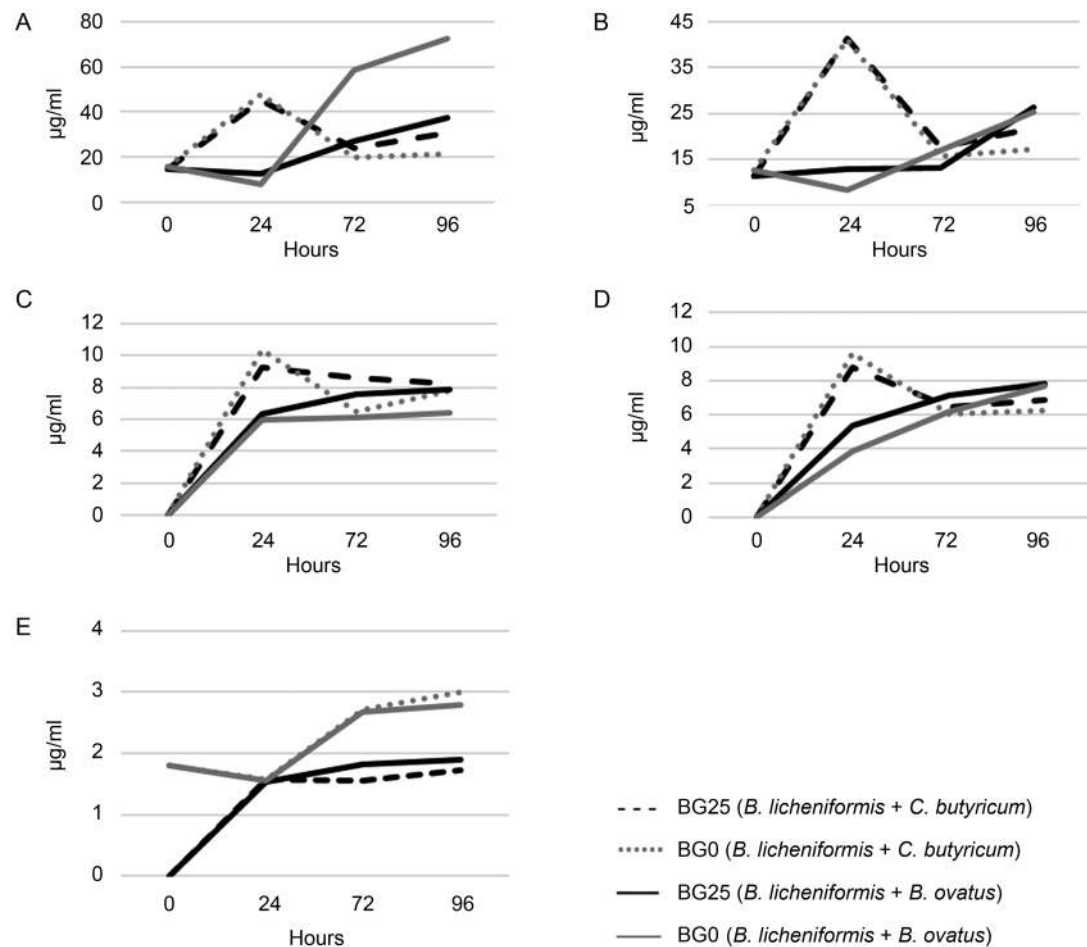 A
µg/ml
80
60
40
20
0
0 24 72 96
Hours
B
µg/ml
45
35
25
15
5
0 24 72 96
Hours
C
µg/ml
12
10
8
6
4
2
0
0 24 72 96
Hours
D
µg/ml
12
10
8
6
4
2
0
0 24 72 96
Hours
E
µg/ml
4
3
2
1
0
0 24 72 96
Hours
BG25 (B. licheniformis + C. butyricum)
BG0 (B. licheniformis + C. butyricum)
BG25 (B. licheniformis + B. ovatus)
BG0 (B. licheniformis + B. ovatus)